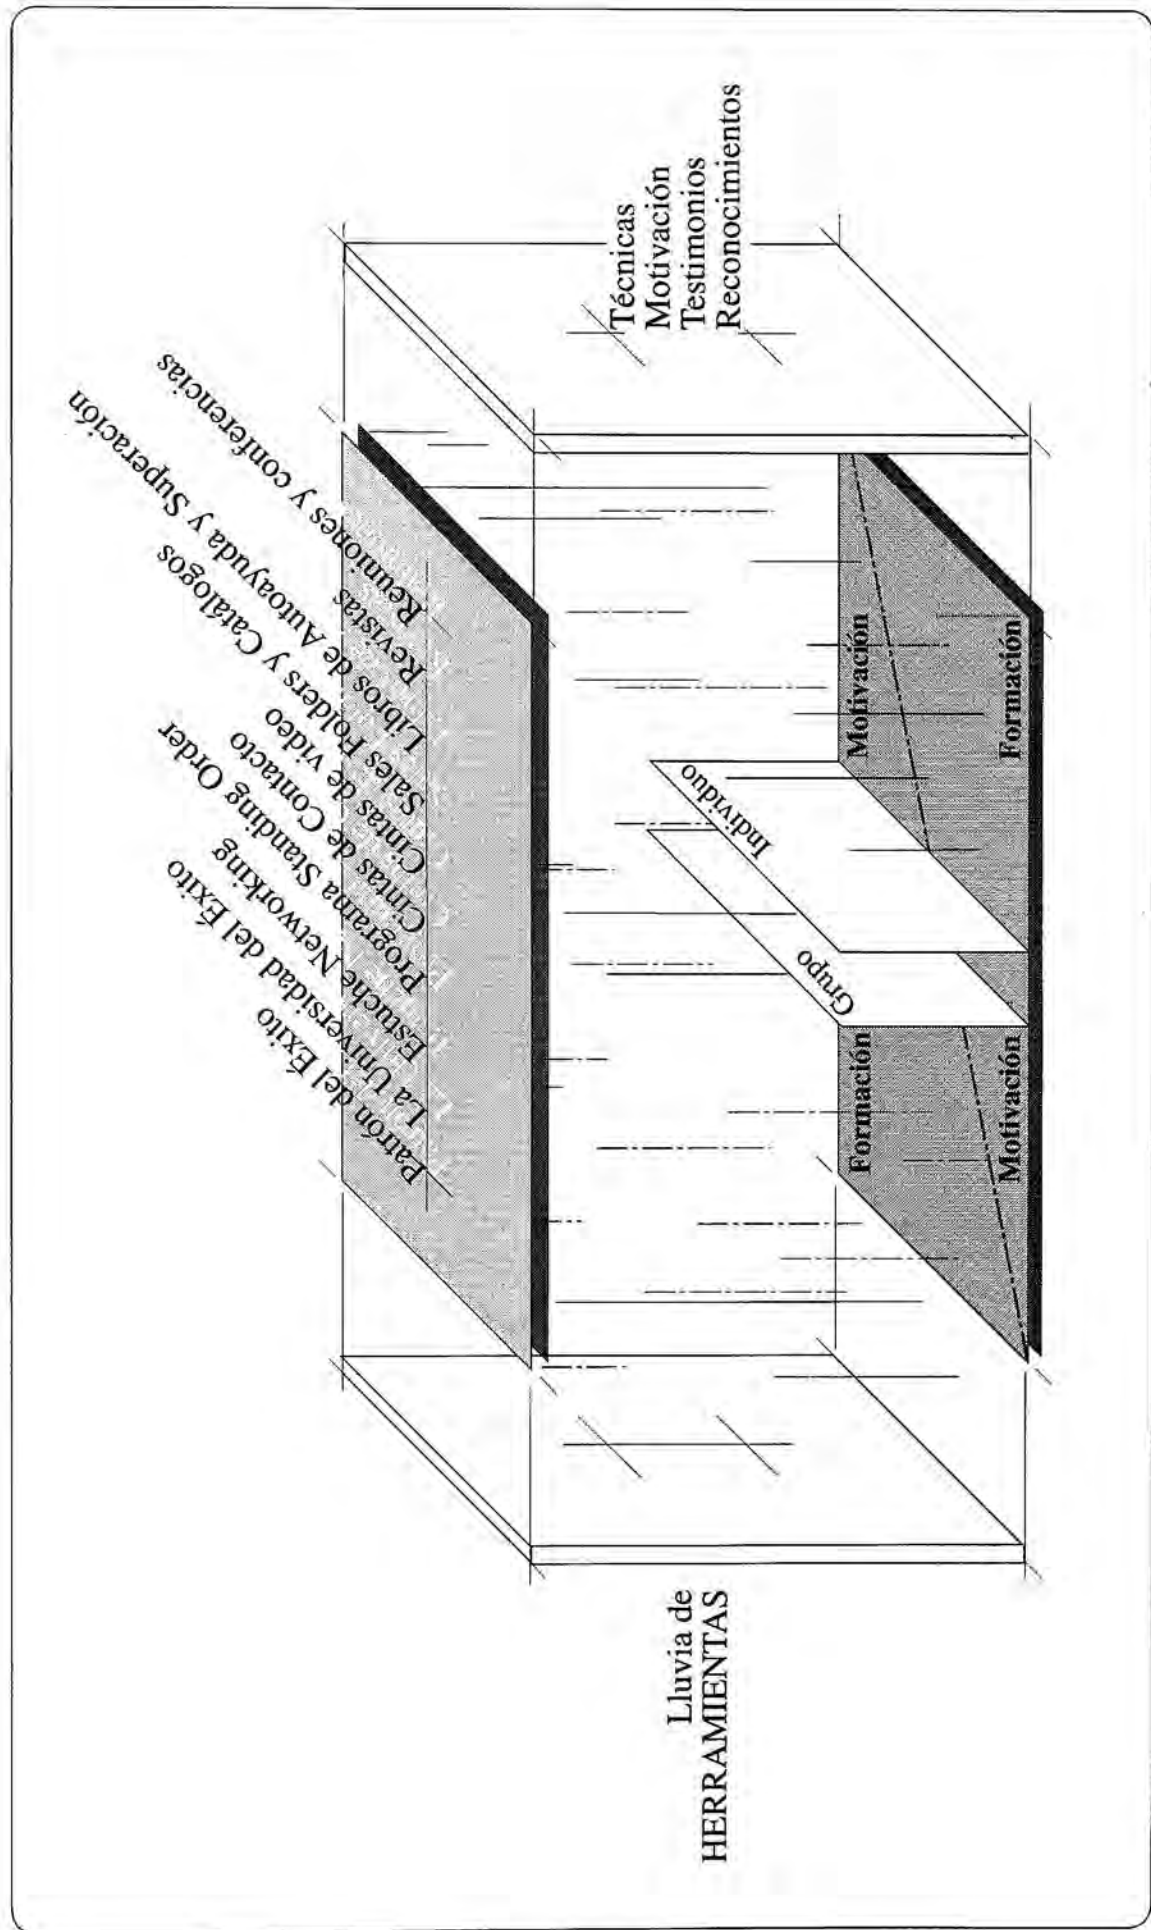 Patrón del Éxito
La Universidad del Éxito
Estuche Networking
Programa Standing Order
Cintas de Contacto
Cintas de video
Sales Folders y Catálogos
Libros de Autoayuda y Superación
Revistas
Reuniones y conferencias
Lluvia de
HERRAMIENTAS
Técnicas
Motivación
Testimonios
Reconocimientos
Grupo
Individuo
Formación
Motivación
Motivación
Formación